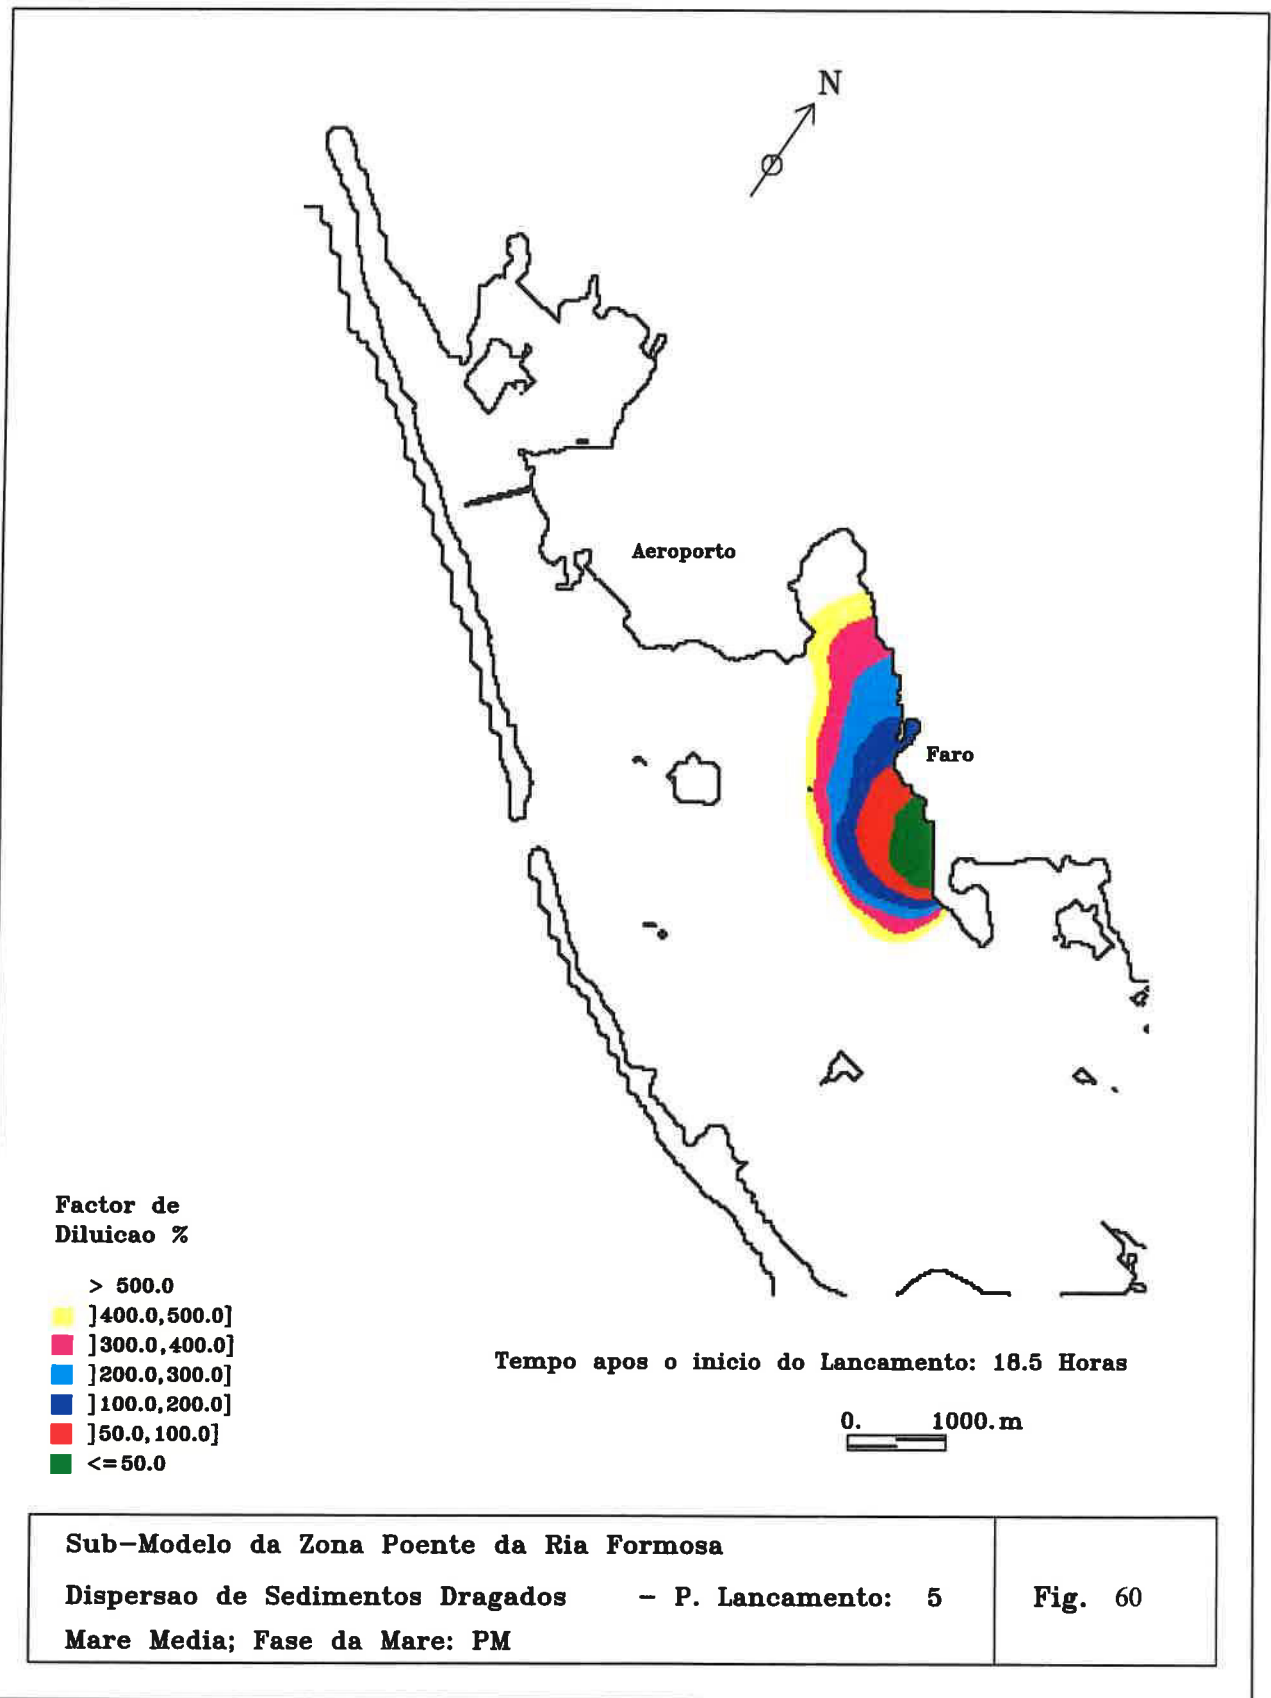 N
Aeroporto
Faro
Factor de
Diluicao %
> 500.0
]400.0,500.0]
]300.0,400.0]
]200.0,300.0]
]100.0,200.0]
]50.0,100.0]
<=50.0
Tempo apos o inicio do Lancamento: 18.5 Horas
0. 1000.m
Sub-Modelo da Zona Poente da Ria Formosa
Dispersao de Sedimentos Dragados - P. Lancamento: 5
Mare Media; Fase da Mare: PM
Fig. 60